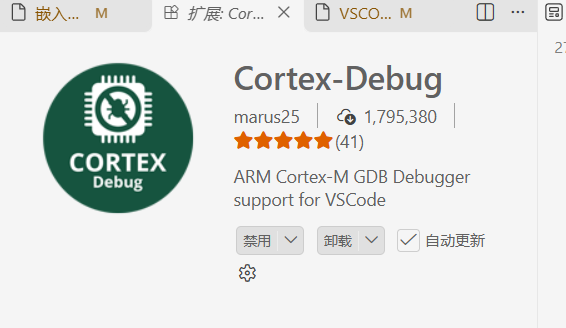 嵌入... M
扩展: Cor...
VSCO... M
···
27
Cortex-Debug
marus25 1,795,380
(41)
CORTEX
Debug
ARM Cortex-M GDB Debugger
support for VSCode
禁用 卸载 自动更新